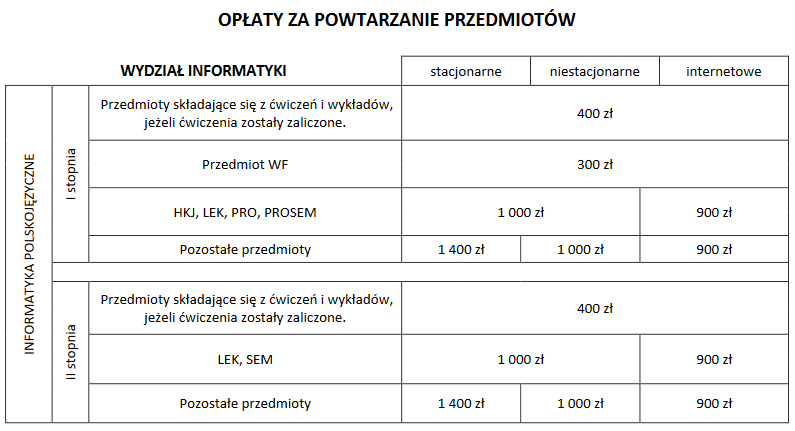 OPŁATY ZA POWTARZANIE PRZEDMIOTÓW
WYDZIAŁ INFORMATYKI
stacjonarne
niestacjonarne
internetowe
INFORMATYKA POLSKOJĘZYCZNE
I stopnia
Przedmioty składające się z ćwiczeń i wykładów,
jeżeli ćwiczenia zostały zaliczone.
400 zł
Przedmiot WF
300 zł
HKJ, LEK, PRO, PROSEM
1 000 zł
900 zł
Pozostałe przedmioty
1 400 zł
1 000 zł
900 zł
II stopnia
Przedmioty składające się z ćwiczeń i wykładów,
jeżeli ćwiczenia zostały zaliczone.
400 zł
LEK, SEM
1 000 zł
900 zł
Pozostałe przedmioty
1 400 zł
1 000 zł
900 zł